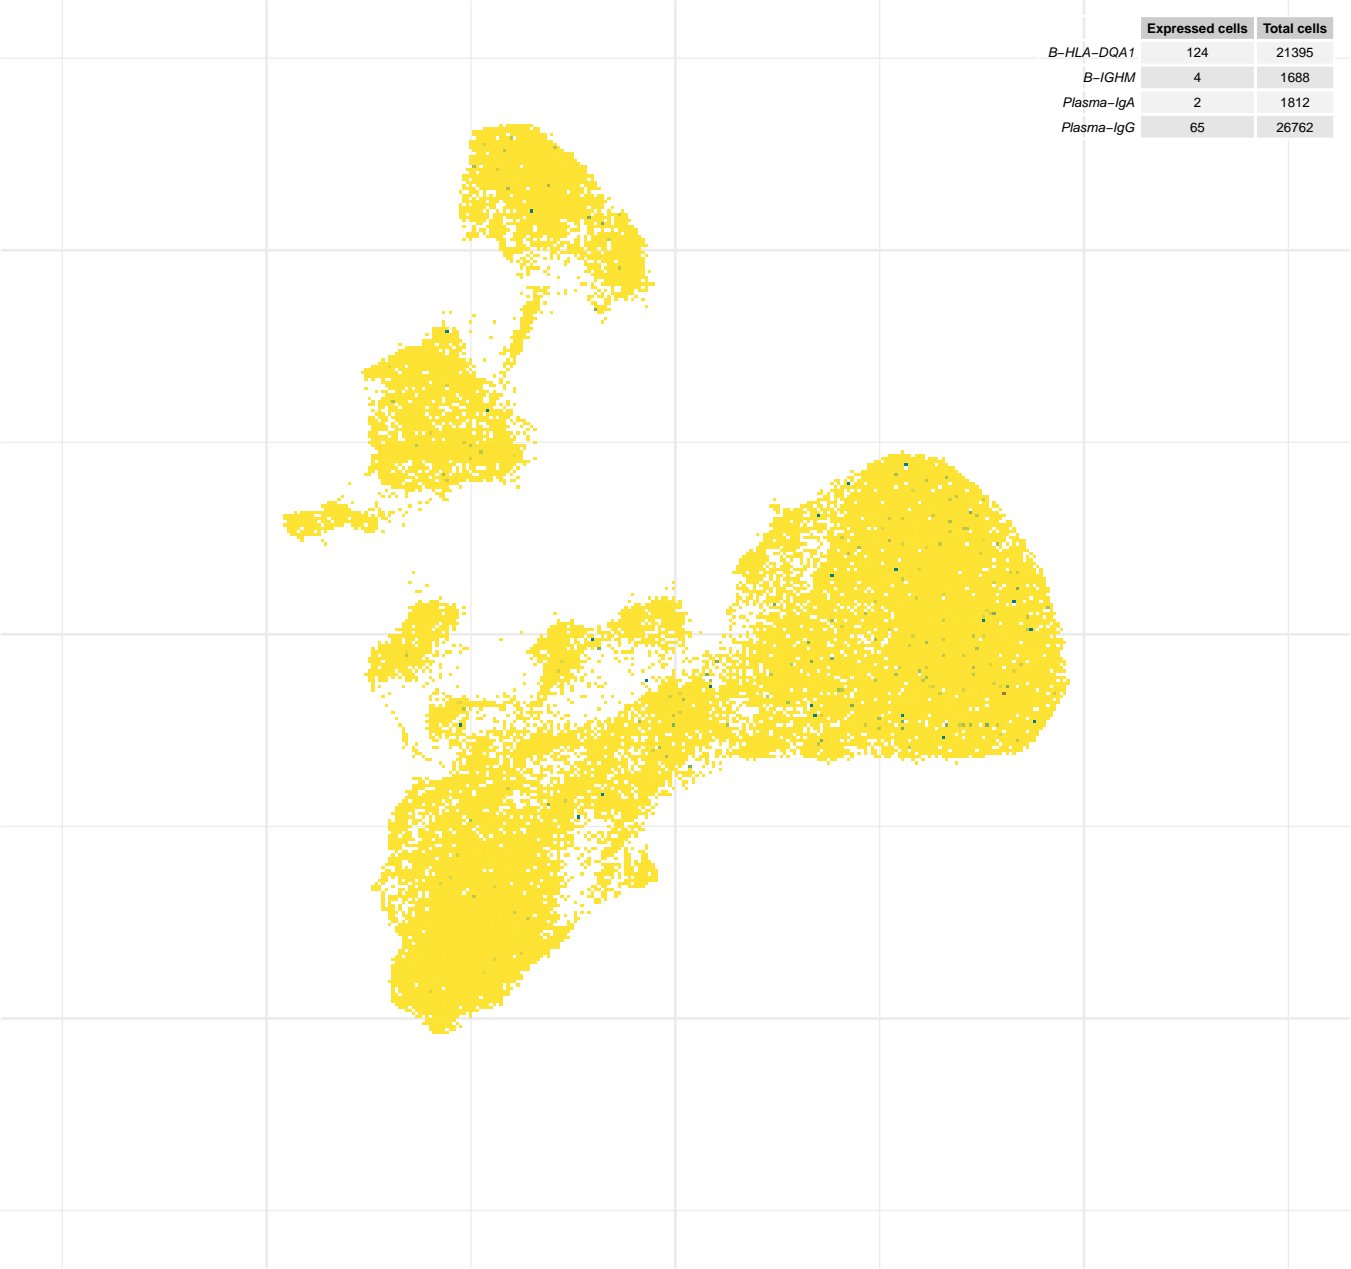 Expressed cells Total cells
B−HLA−DQA1 124 21395
B−IGHM 4 1688
Plasma−IgA 2 1812
Plasma−IgG 65 26762